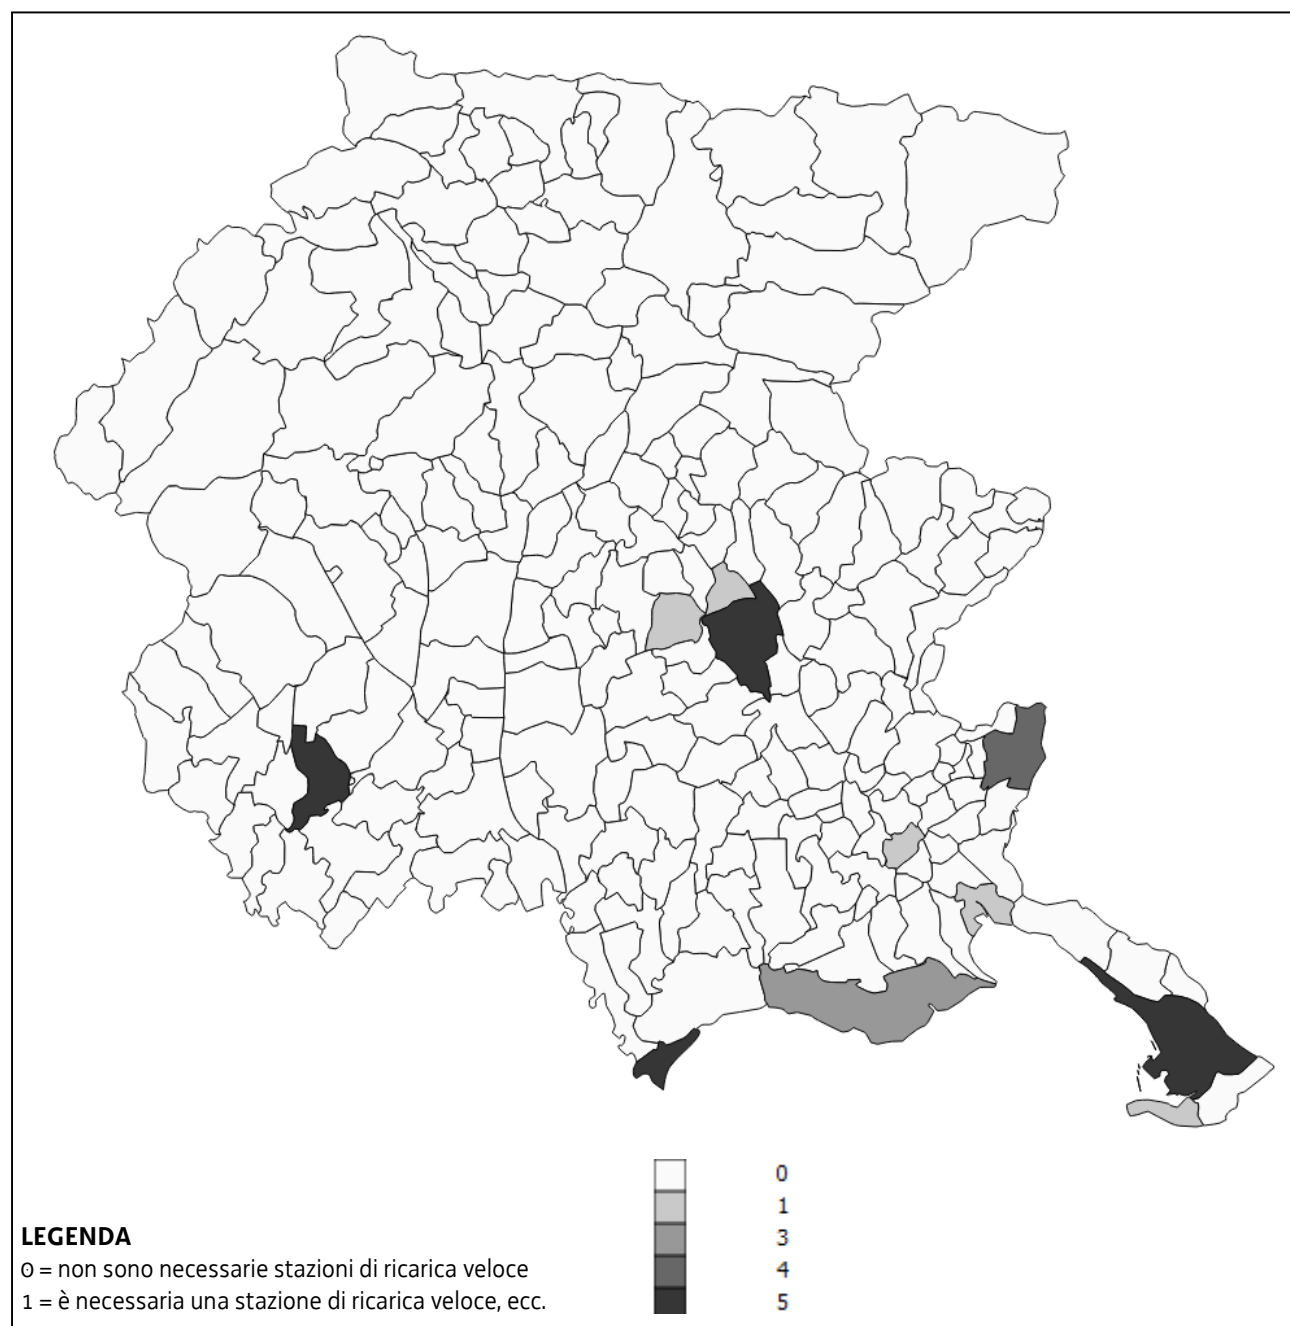 0
1
3
4
5
LEGENDA
0 = non sono necessarie stazioni di ricarica veloce
1 = è necessaria una stazione di ricarica veloce, ecc.